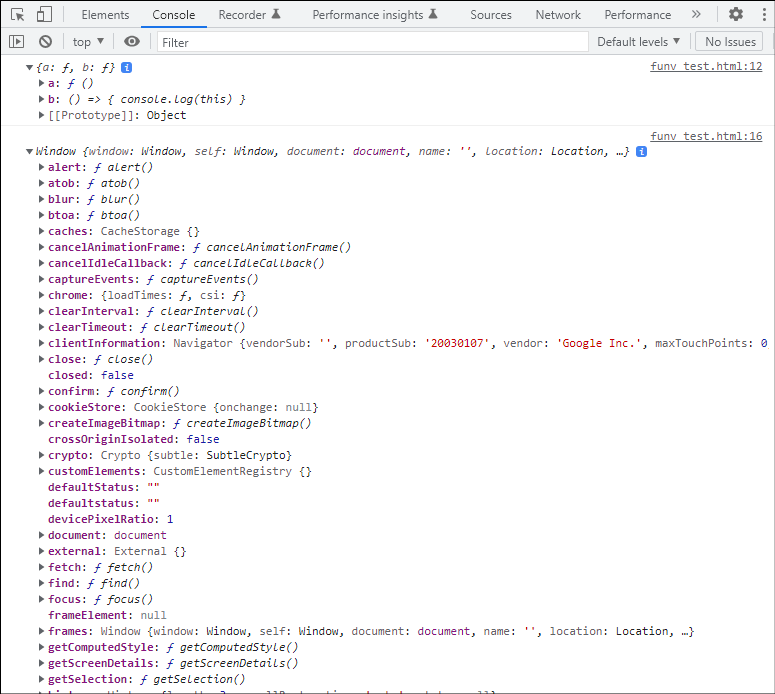 Elements Console Recorder Performance insights Sources Network Performance »
top ▼ Filter Default levels ▼ No Issues
▼{a: ƒ, b: ƒ} i funv test.html:12
▶ a: ƒ ()
▶ b: () => { console.log(this) }
▶ [[Prototype]]: Object
funv test.html:16
▼Window {window: Window, self: Window, document: document, name: '', location: Location, …} i
▶ alert: ƒ alert()
▶ atob: ƒ atob()
▶ blur: ƒ blur()
▶ btoa: ƒ btoa()
▶ caches: CacheStorage {}
▶ cancelAnimationFrame: ƒ cancelAnimationFrame()
▶ cancelIdleCallback: ƒ cancelIdleCallback()
▶ captureEvents: ƒ captureEvents()
▶ chrome: {loadTimes: ƒ, csi: ƒ}
▶ clearInterval: ƒ clearInterval()
▶ clearTimeout: ƒ clearTimeout()
▶ clientInformation: Navigator {vendorSub: '', productSub: '20030107', vendor: 'Google Inc.', maxTouchPoints: 0
▶ close: ƒ close()
closed: false
▶ confirm: ƒ confirm()
▶ cookieStore: CookieStore {onchange: null}
▶ createImageBitmap: ƒ createImageBitmap()
crossOriginIsolated: false
▶ crypto: Crypto {subtle: SubtleCrypto}
▶ customElements: CustomElementRegistry {}
defaultStatus: ""
defaultstatus: ""
devicePixelRatio: 1
▶ document: document
▶ external: External {}
▶ fetch: ƒ fetch()
▶ find: ƒ find()
▶ focus: ƒ focus()
frameElement: null
▶ frames: Window {window: Window, self: Window, document: document, name: '', location: Location, …}
▶ getComputedStyle: ƒ getComputedStyle()
▶ getScreenDetails: ƒ getScreenDetails()
▶ getSelection: ƒ getSelection()